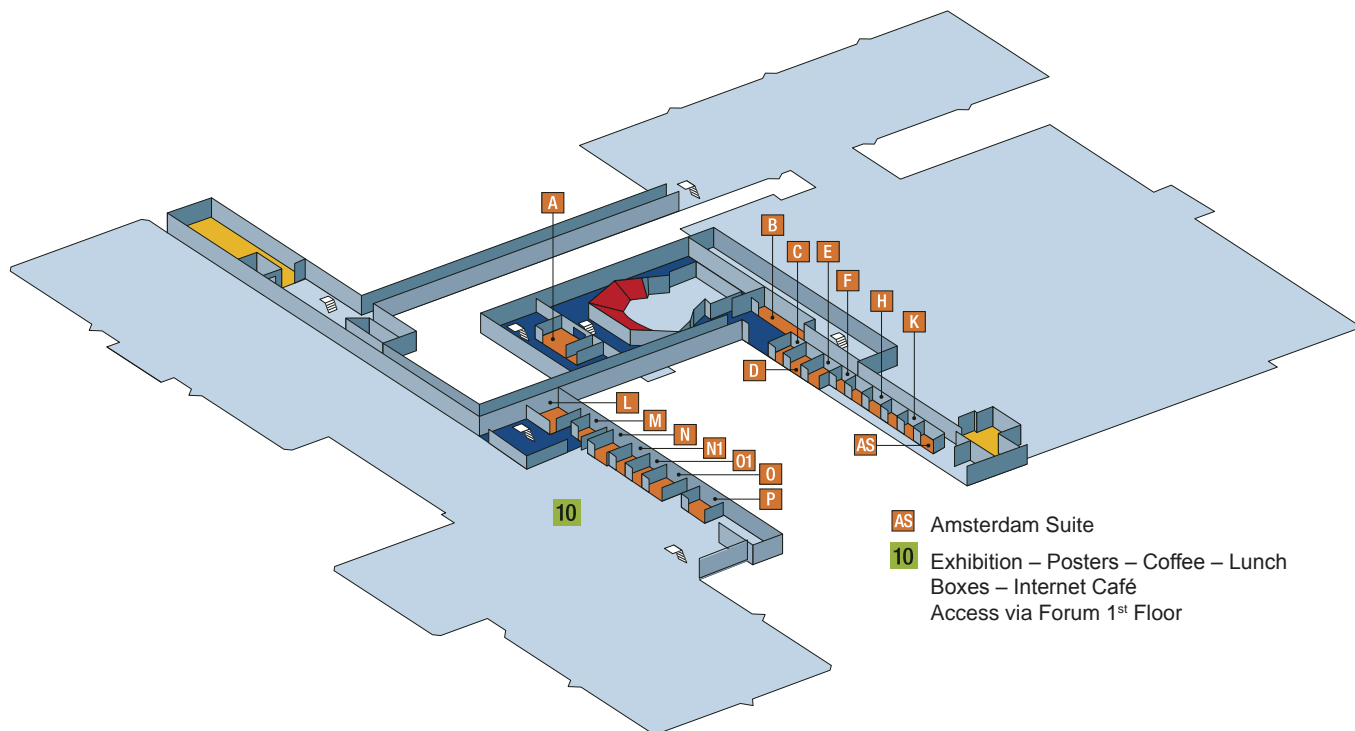 A
B
C
E
F
H
K
D
L
M
N
N1
O1
O
P
AS
10
AS Amsterdam Suite
10 Exhibition – Posters – Coffee – Lunch
Boxes – Internet Café
Access via Forum 1st Floor